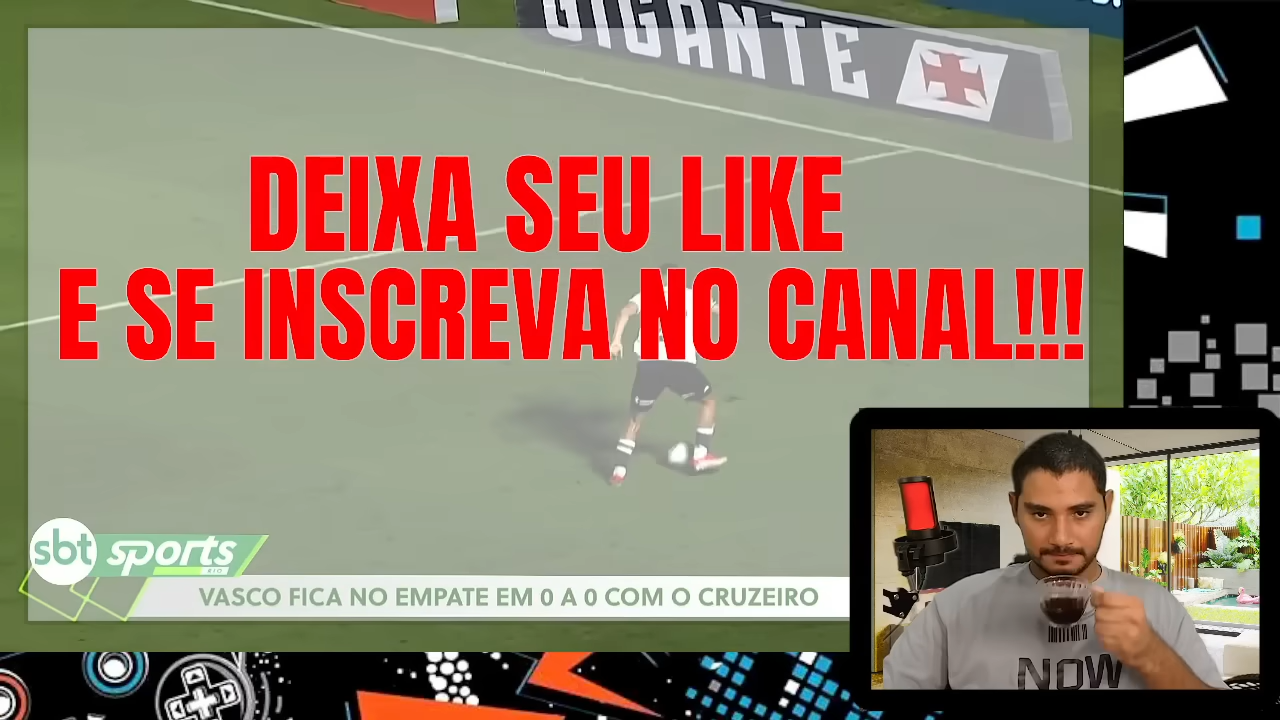 GIGANTE
DEIXA SEU LIKE
E SE INSCREVA NO CANAL!!!
sbt sports
RIO
VASCO FICA NO EMPATE EM 0 A 0 COM O CRUZEIRO
NOW